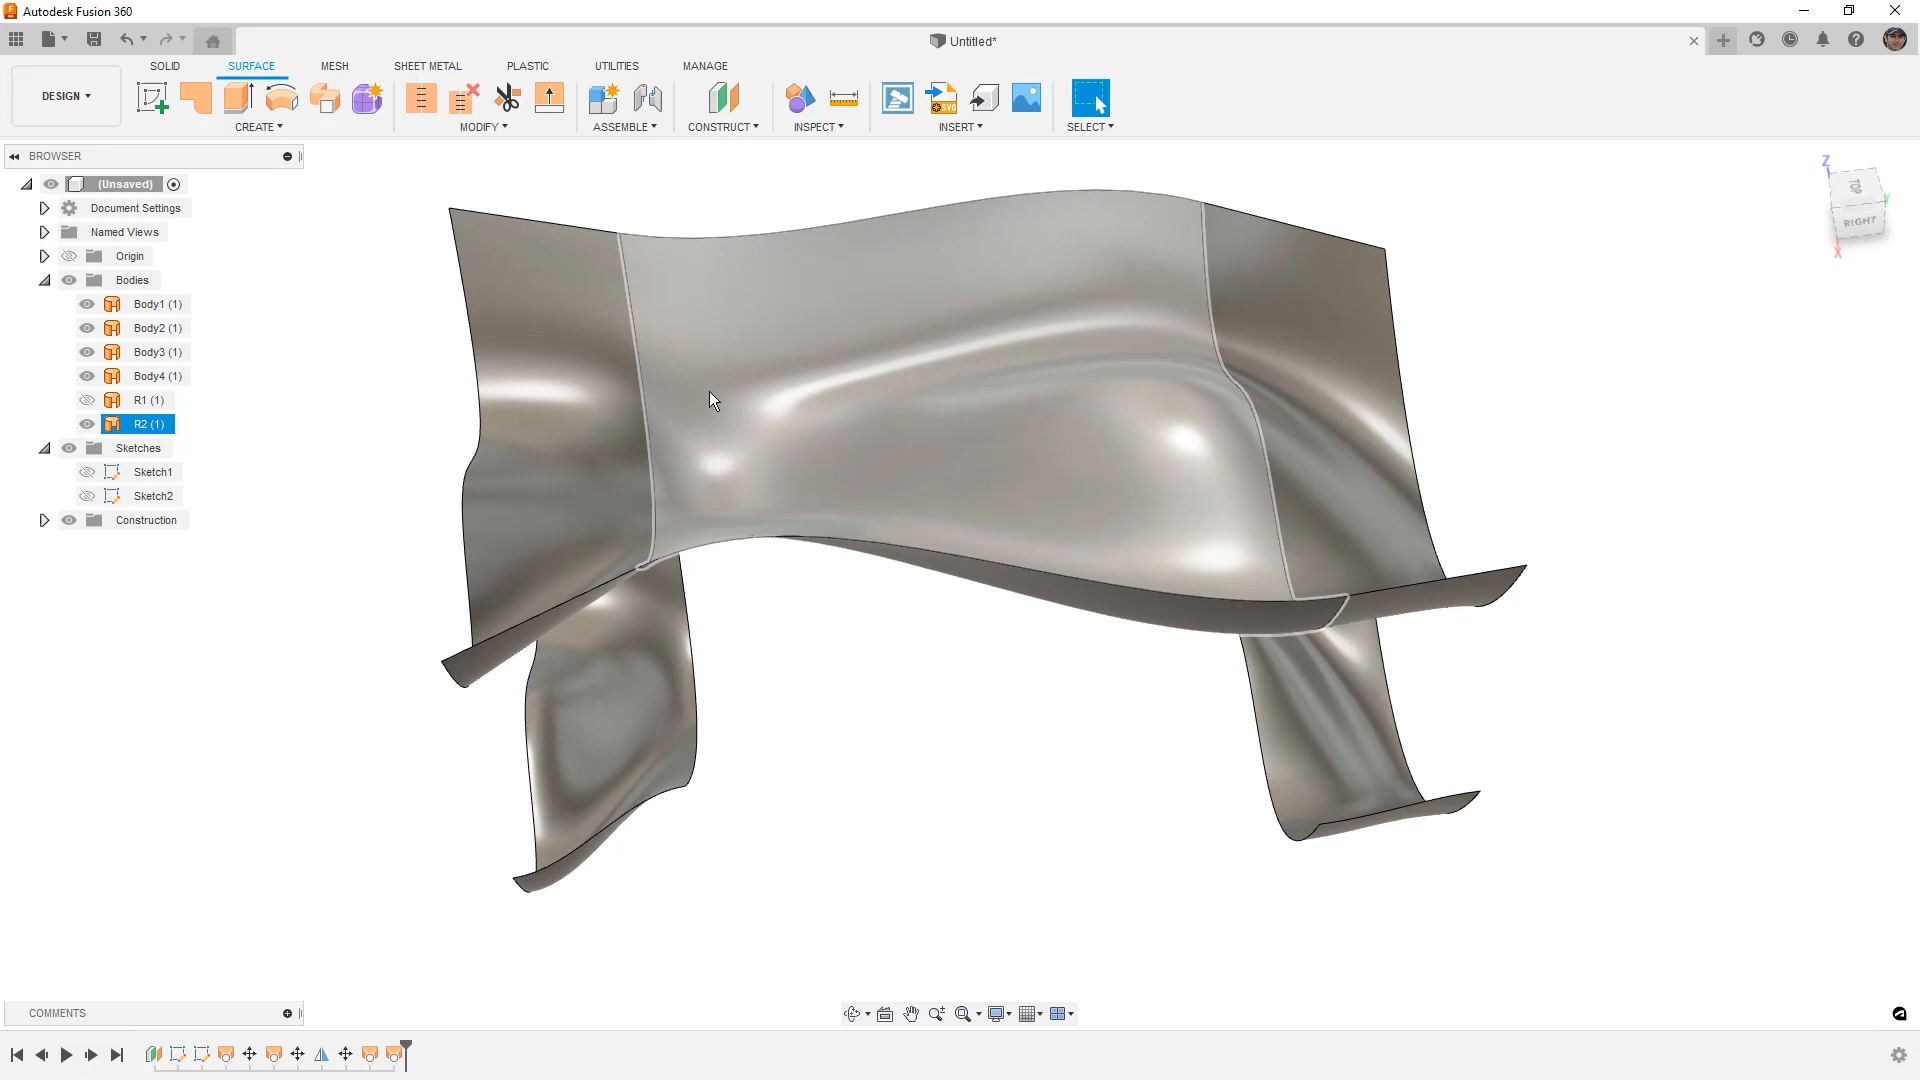 Autodesk Fusion 360
Untitled*
SOLID SURFACE MESH SHEET METAL PLASTIC UTILITIES MANAGE
DESIGN
CREATE MODIFY ASSEMBLE CONSTRUCT INSPECT INSERT SELECT
BROWSER
(Unsaved)
Document Settings
Named Views
Origin
Bodies
Body1 (1)
Body2 (1)
Body3 (1)
Body4 (1)
R1 (1)
R2 (1)
Sketches
Sketch1
Sketch2
Construction
Z
TOP
RIGHT
Y
X
SVG
COMMENTS